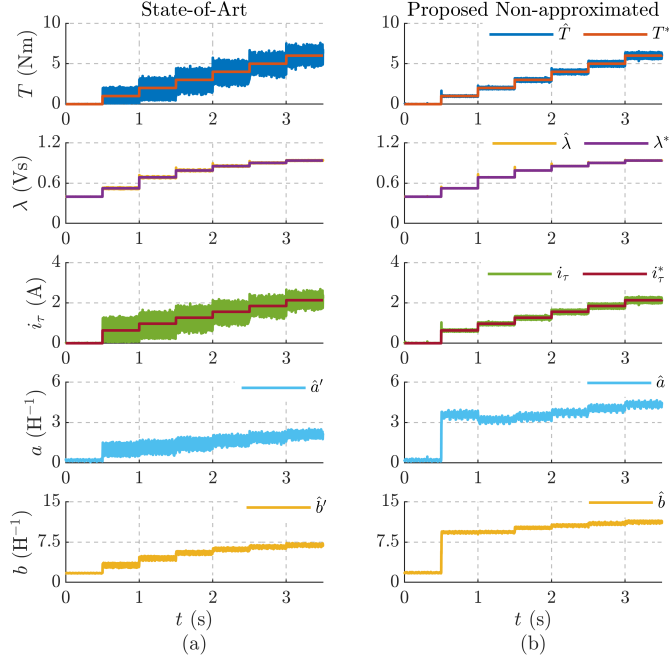 State-of-Art
Proposed Non-approximated
T (Nm)
10
5
0
0 1 2 3
10
5
0
0 1 2 3
T̂ T*
λ (Vs)
1.2
0.6
0
0 1 2 3
1.2
0.6
0
0 1 2 3
λ̂ λ*
i_τ (A)
4
2
0
0 1 2 3
4
2
0
0 1 2 3
i_τ i_τ*
a (H⁻¹)
6
3
0
0 1 2 3
â′
6
3
0
0 1 2 3
â
b (H⁻¹)
15
7.5
0
0 1 2 3
b̂′
15
7.5
0
0 1 2 3
b̂
t (s)
t (s)
(a)
(b)